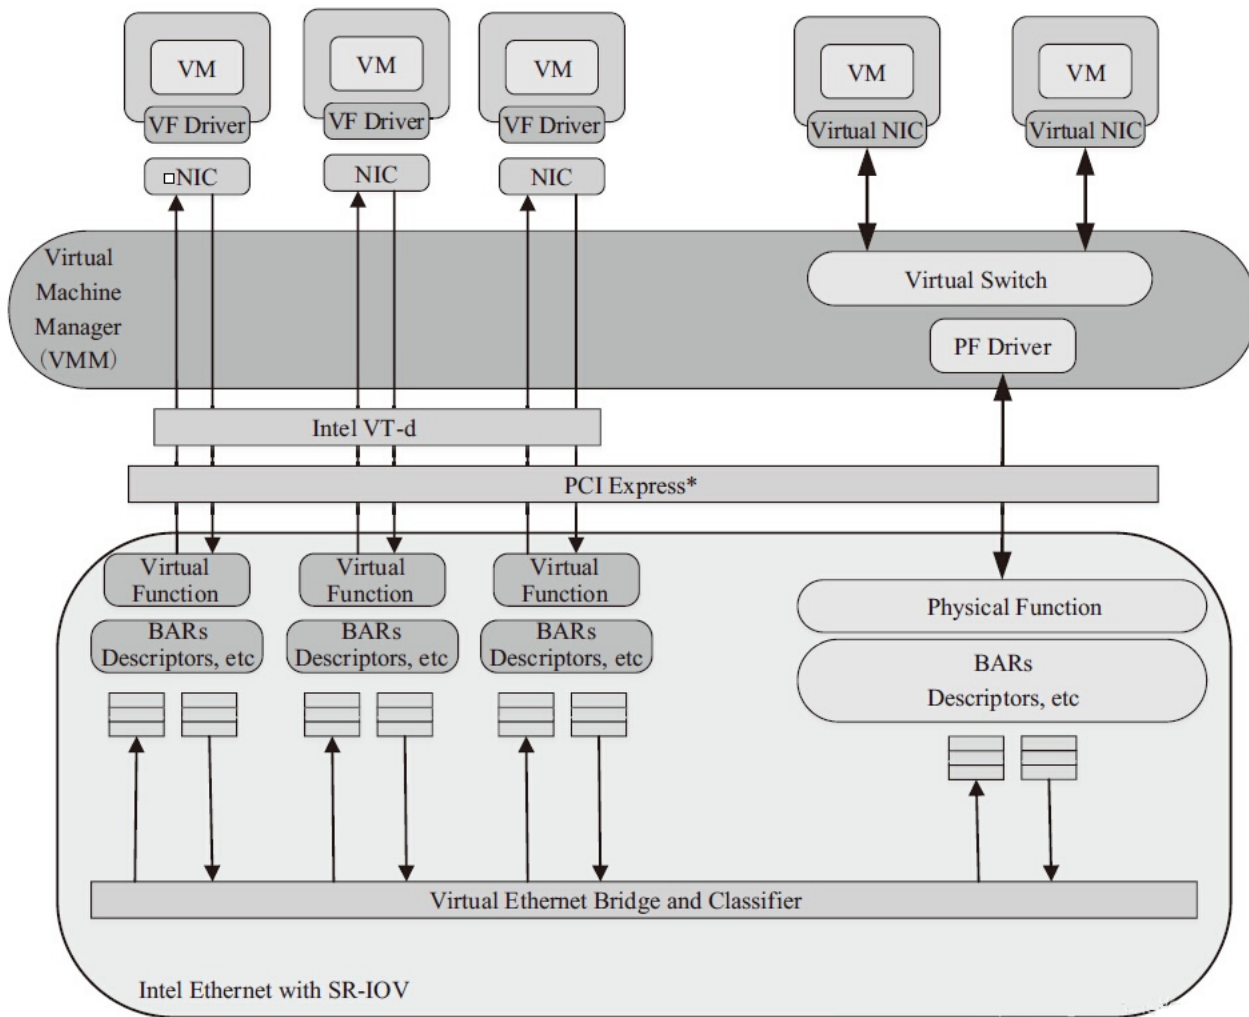 VM
VM
VM
VM
VM
VF Driver
VF Driver
VF Driver
Virtual NIC
Virtual NIC
□NIC
NIC
NIC
Virtual
Machine
Manager
(VMM)
Virtual Switch
PF Driver
Intel VT-d
PCI Express*
Virtual
Function
Virtual
Function
Virtual
Function
Physical Function
BARs
Descriptors, etc
BARs
Descriptors, etc
BARs
Descriptors, etc
BARs
Descriptors, etc
Virtual Ethernet Bridge and Classifier
Intel Ethernet with SR-IOV